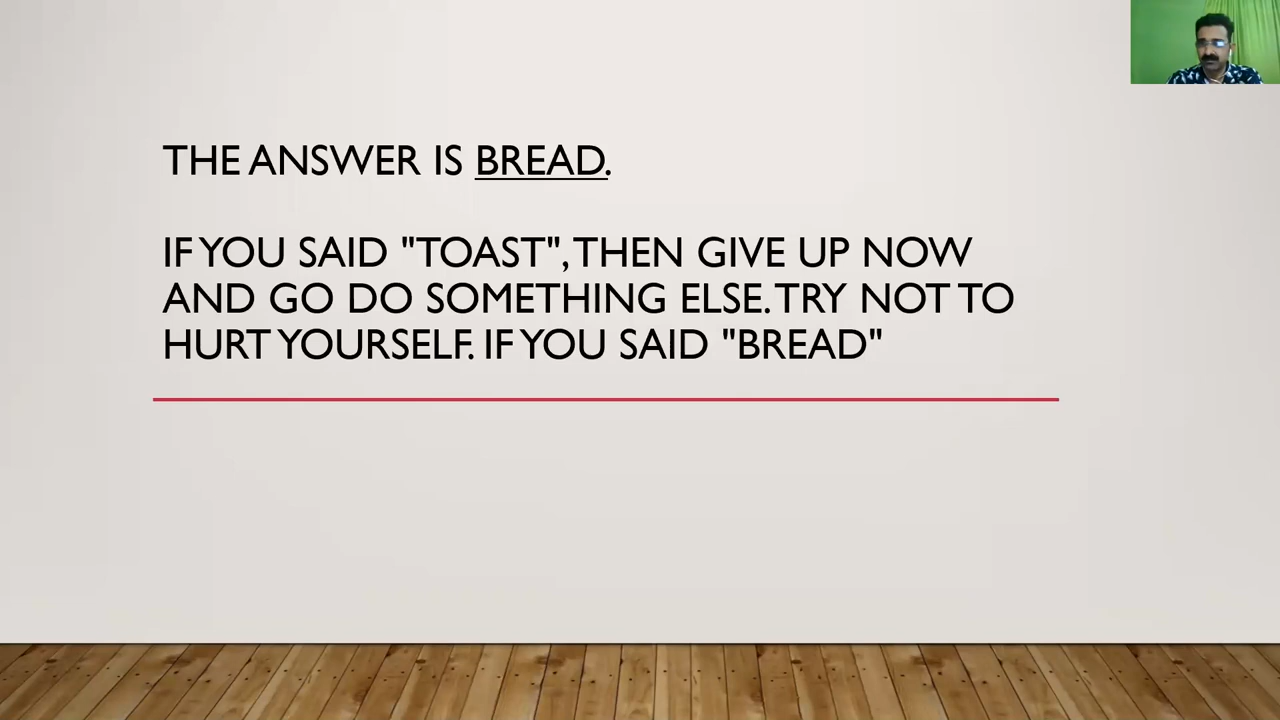 THE ANSWER IS BREAD.
IF YOU SAID "TOAST", THEN GIVE UP NOW
AND GO DO SOMETHING ELSE. TRY NOT TO
HURT YOURSELF. IF YOU SAID "BREAD"